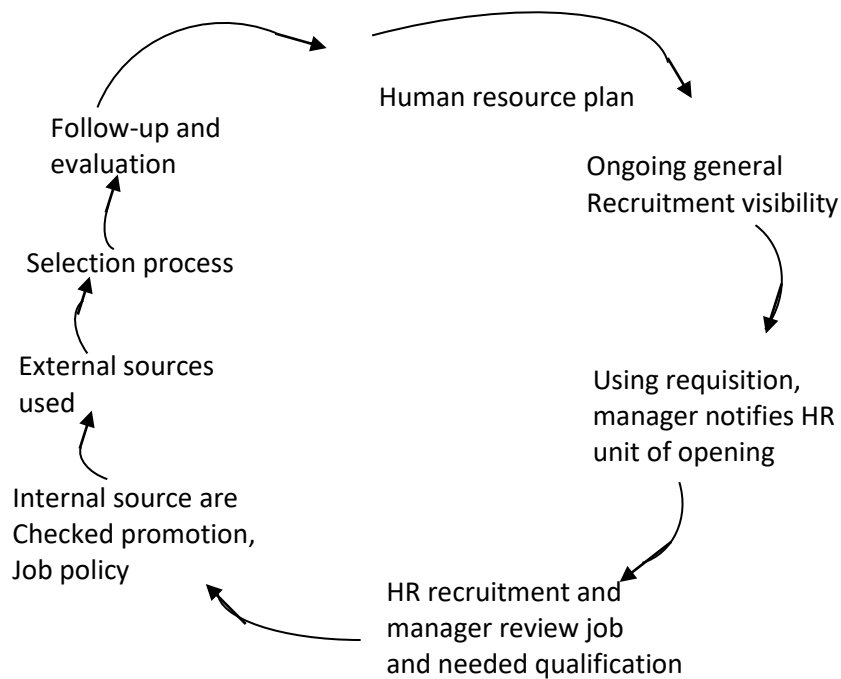 Human resource plan
Ongoing general
Recruitment visibility
Using requisition,
manager notifies HR
unit of opening
HR recruitment and
manager review job
and needed qualification
Internal source are
Checked promotion,
Job policy
External sources
used
Selection process
Follow-up and
evaluation